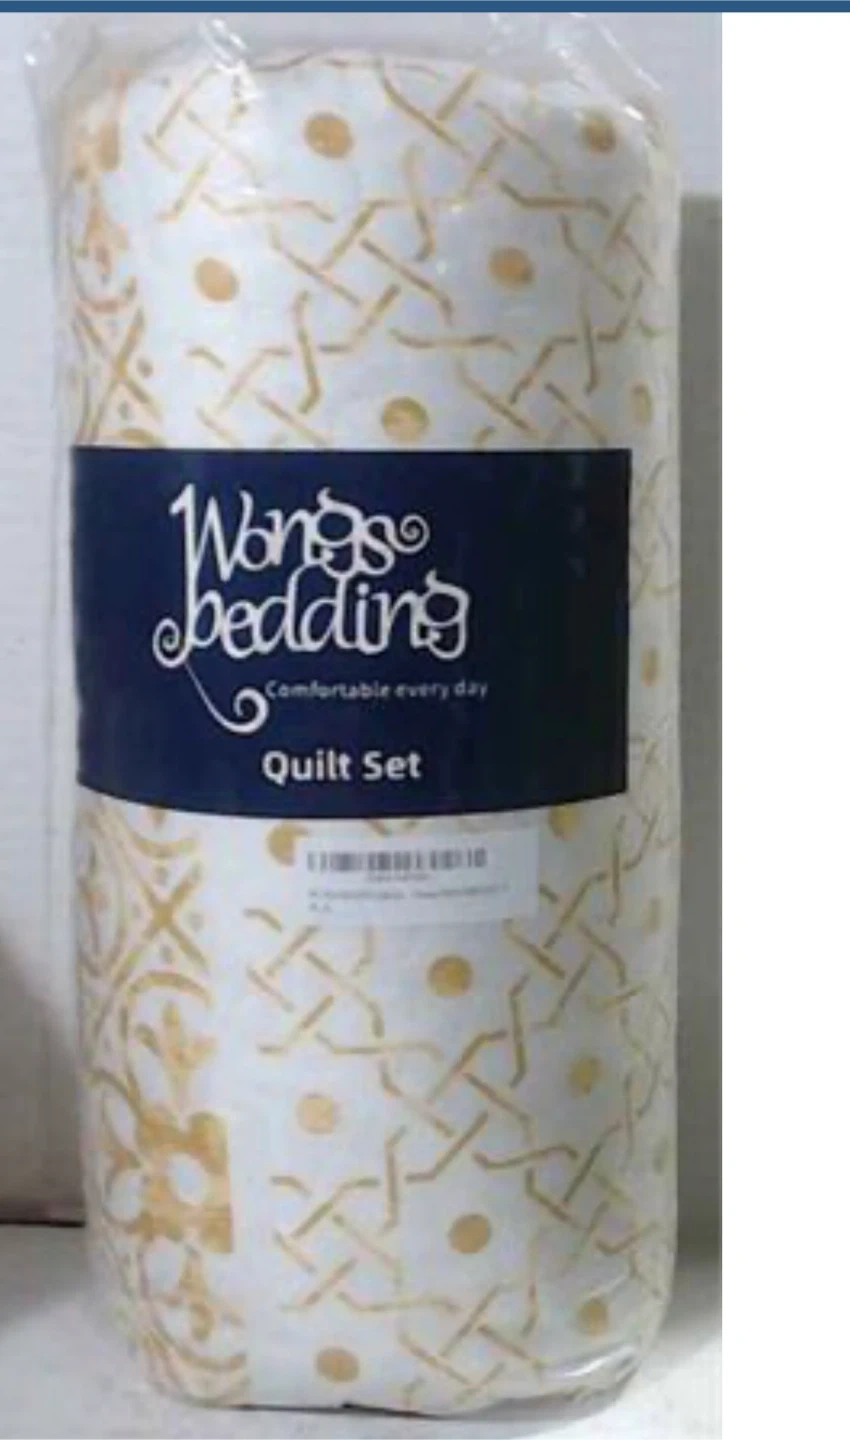 Wongs
bedding
Comfortable every day
Quilt Set